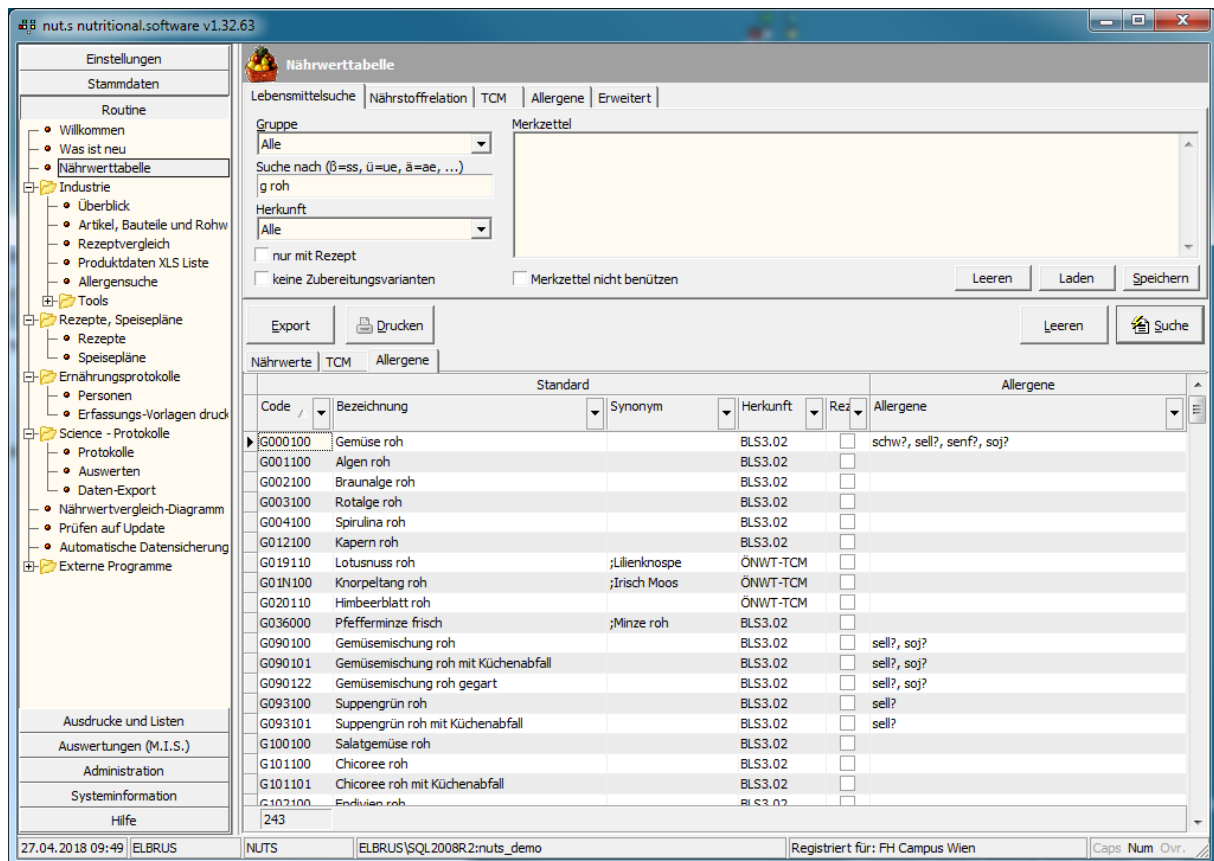 nut.s nutritional.software v1.32.63
Einstellungen
Stammdaten
Routine
Willkommen
Was ist neu
Nährwerttabelle
Industrie
Überblick
Artikel, Bauteile und Rohw
Rezeptvergleich
Produktdaten XLS Liste
Allergensuche
Tools
Rezepte, Speisepläne
Rezepte
Speisepläne
Ernährungsprotokolle
Personen
Erfassungs-Vorlagen druck
Science - Protokolle
Protokolle
Auswerten
Daten-Export
Nährwertvergleich-Diagramm
Prüfen auf Update
Automatische Datensicherung
Externe Programme
Ausdrucke und Listen
Auswertungen (M.I.S.)
Administration
Systeminformation
Hilfe
Nährwerttabelle
Lebensmittelsuche Nährstoffrelation TCM Allergene Erweitert
Gruppe
Alle
Suche nach (ß=ss, ü=ue, ä=ae, ...)
g roh
Herkunft
Alle
nur mit Rezept
keine Zubereitungsvarianten
Merkzettel
Merkzettel nicht benützen
Leeren Laden Speichern
Export Drucken Leeren Suche
Nährwerte TCM Allergene
Standard Allergene
Code Bezeichnung Synonym Herkunft Rez Allergene
G000100 Gemüse roh BLS3.02 schw?, sell?, senf?, soj?
G001100 Algen roh BLS3.02
G002100 Braunalge roh BLS3.02
G003100 Rotalge roh BLS3.02
G004100 Spirulina roh BLS3.02
G012100 Kapern roh BLS3.02
G019110 Lotusnuss roh ;Lilienknospe ÖNWT-TCM
G01N100 Knorpeltang roh ;Irisch Moos ÖNWT-TCM
G020110 Himbeerblatt roh ÖNWT-TCM
G036000 Pfefferminze frisch ;Minze roh BLS3.02
G090100 Gemüsemischung roh BLS3.02 sell?, soj?
G090101 Gemüsemischung roh mit Küchenabfall BLS3.02 sell?, soj?
G090122 Gemüsemischung roh gegart BLS3.02 sell?, soj?
G093100 Suppengrün roh BLS3.02 sell?
G093101 Suppengrün roh mit Küchenabfall BLS3.02 sell?
G100100 Salatgemüse roh BLS3.02
G101100 Chicoree roh BLS3.02
G101101 Chicoree roh mit Küchenabfall BLS3.02
G102100 Endivien roh BLS3.02
243
27.04.2018 09:49 ELBRUS NUTS ELBRUS\SQL2008R2:nuts_demo Registriert für: FH Campus Wien Caps Num Ovr.